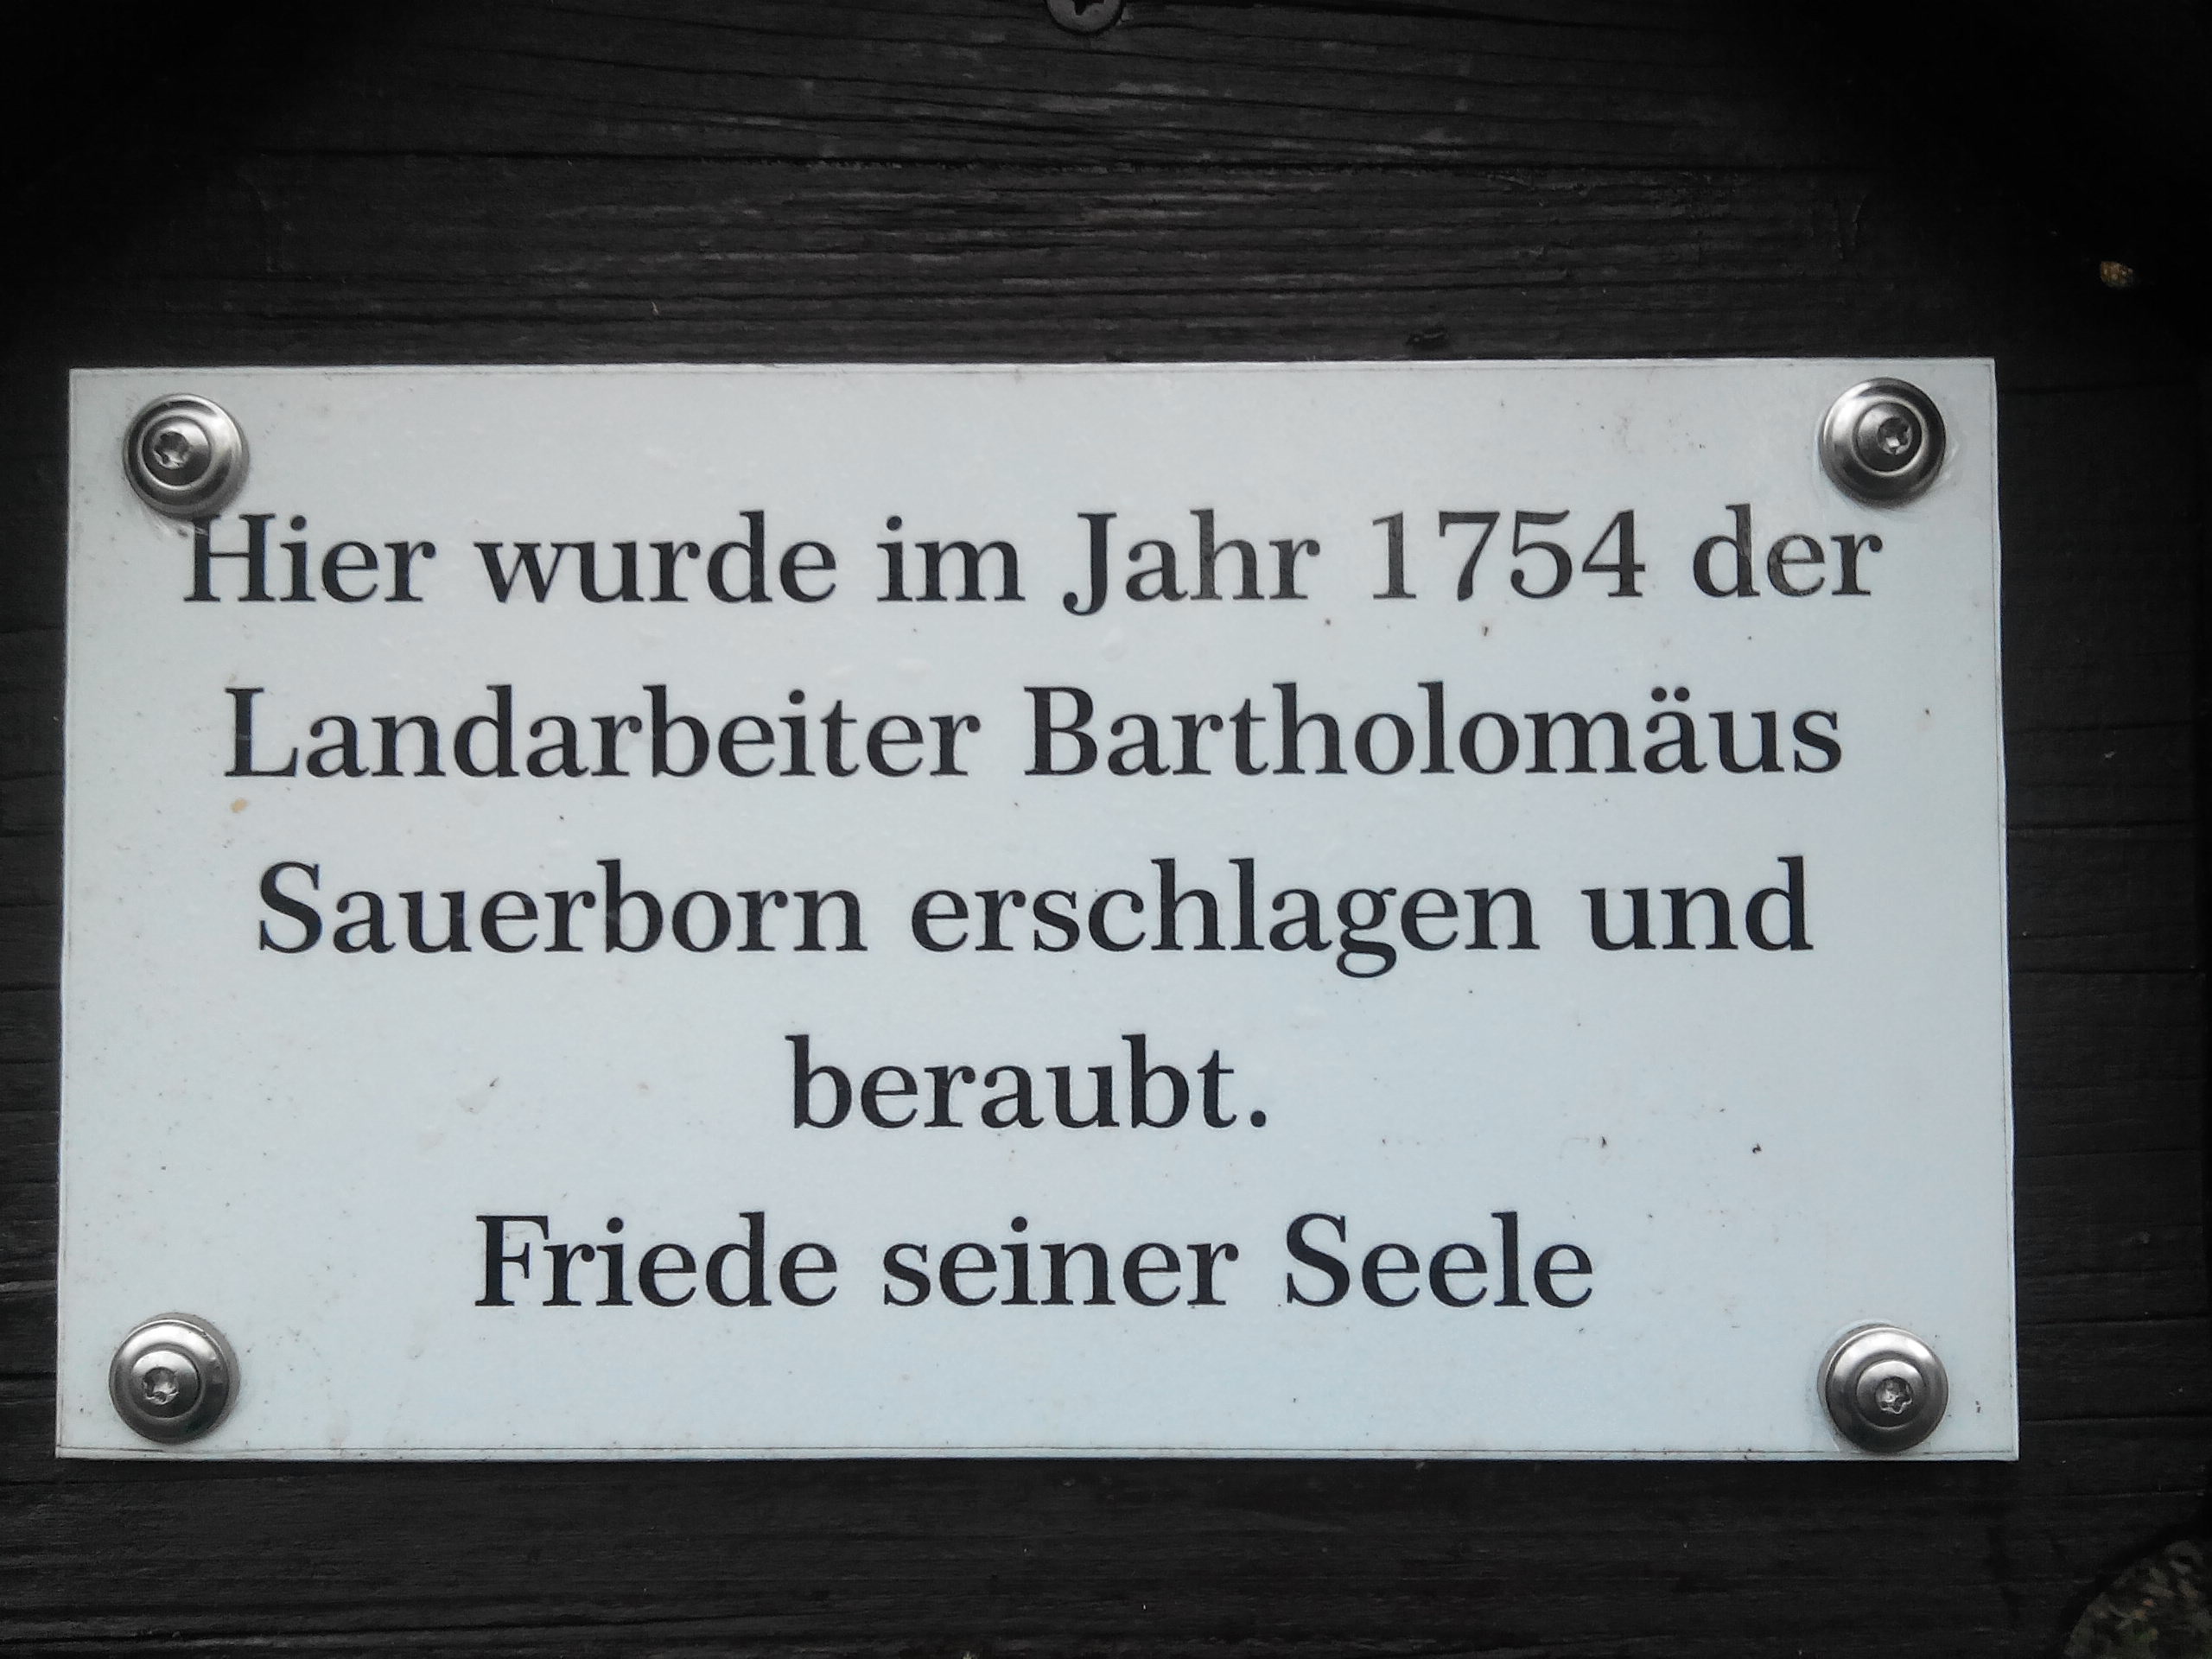 Hier wurde im Jahr 1754 der
Landarbeiter Bartholomäus
Sauerborn erschlagen und
beraubt.
Friede seiner Seele